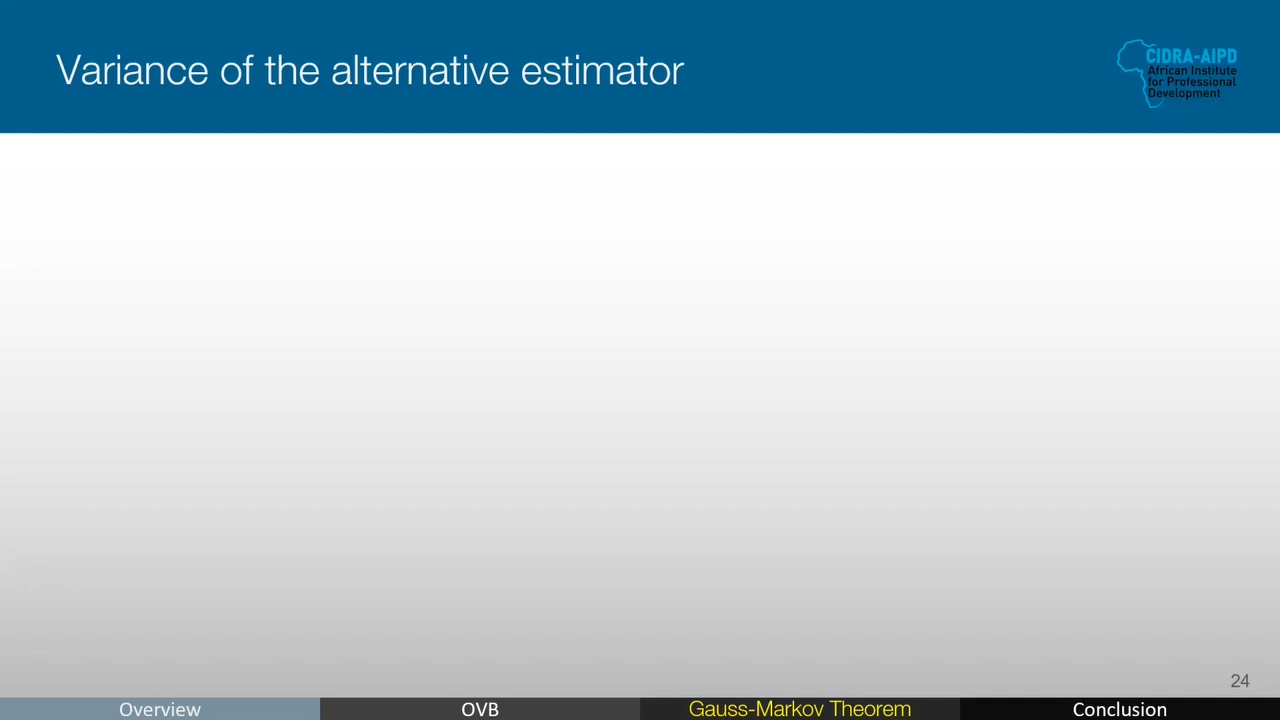 Variance of the alternative estimator
CIDRA-AIPD
African Institute
for Professional
Development
24
Overview
OVB
Gauss-Markov Theorem
Conclusion